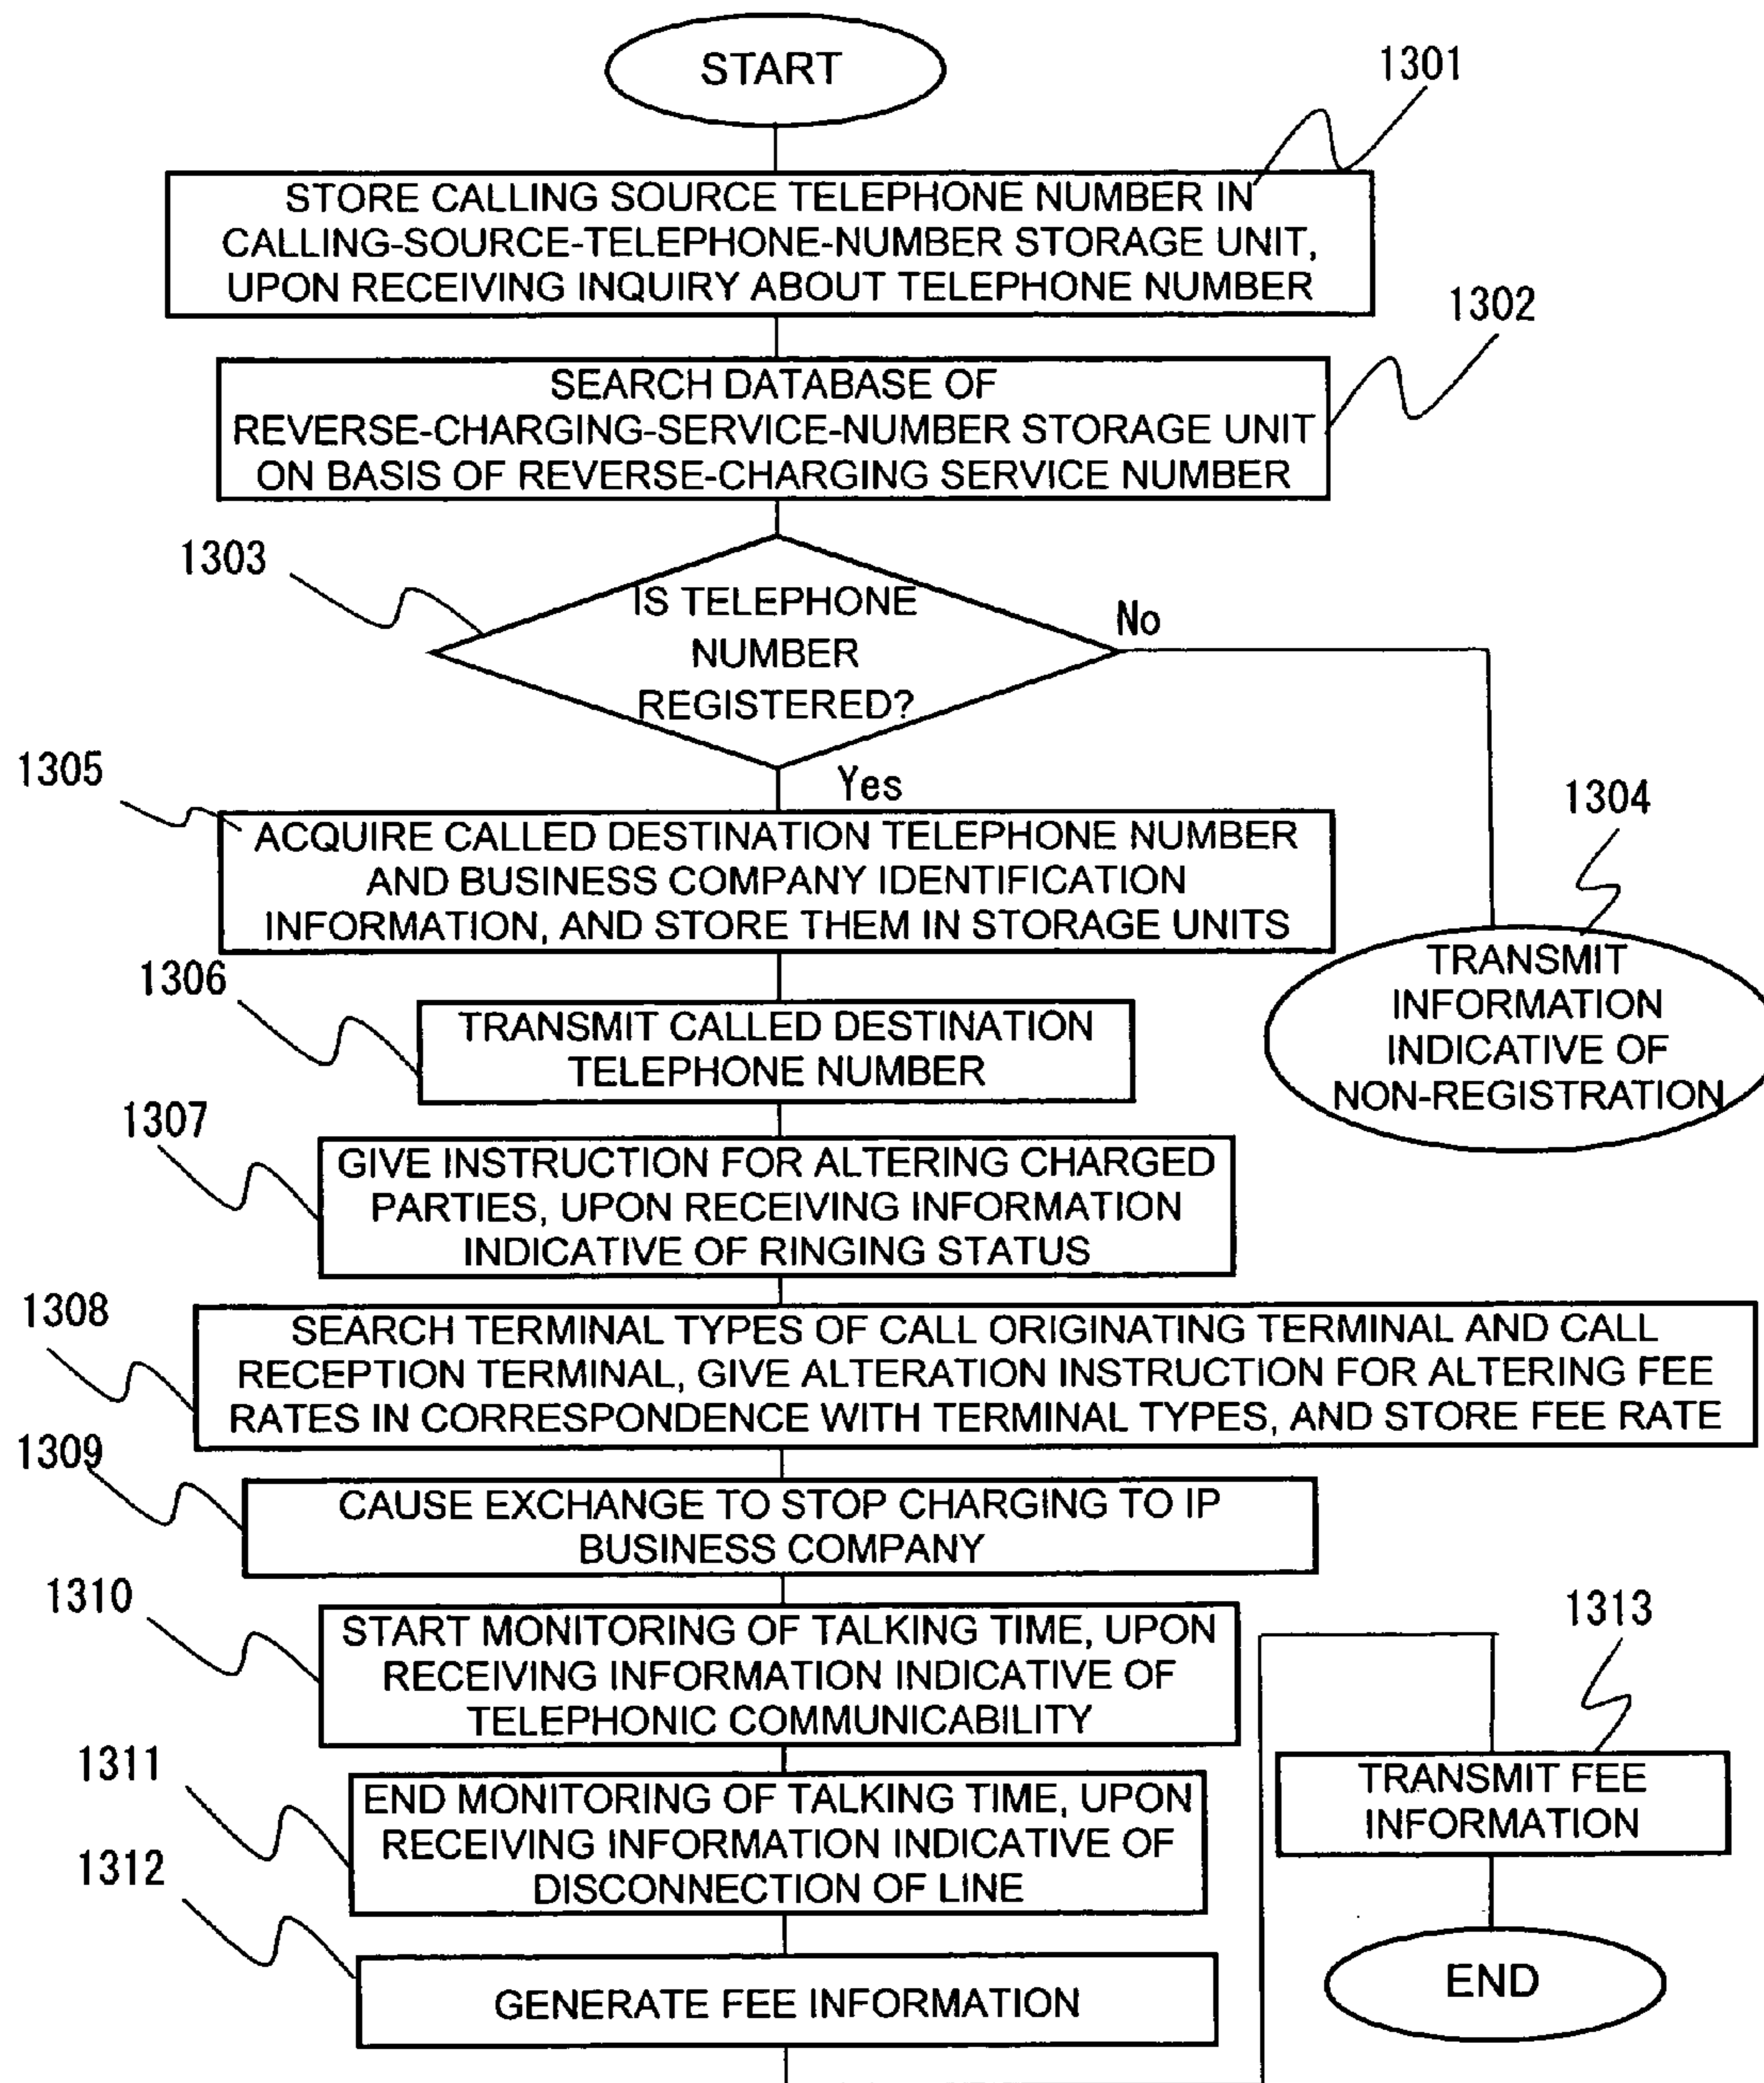 START
1301
STORE CALLING SOURCE TELEPHONE NUMBER IN
CALLING-SOURCE-TELEPHONE-NUMBER STORAGE UNIT,
UPON RECEIVING INQUIRY ABOUT TELEPHONE NUMBER
1302
SEARCH DATABASE OF
REVERSE-CHARGING-SERVICE-NUMBER STORAGE UNIT
ON BASIS OF REVERSE-CHARGING SERVICE NUMBER
1303
IS TELEPHONE
NUMBER
REGISTERED?
No
Yes
1304
TRANSMIT
INFORMATION
INDICATIVE OF
NON-REGISTRATION
1305
ACQUIRE CALLED DESTINATION TELEPHONE NUMBER
AND BUSINESS COMPANY IDENTIFICATION
INFORMATION, AND STORE THEM IN STORAGE UNITS
1306
TRANSMIT CALLED DESTINATION
TELEPHONE NUMBER
1307
GIVE INSTRUCTION FOR ALTERING CHARGED
PARTIES, UPON RECEIVING INFORMATION
INDICATIVE OF RINGING STATUS
1308
SEARCH TERMINAL TYPES OF CALL ORIGINATING TERMINAL AND CALL
RECEPTION TERMINAL, GIVE ALTERATION INSTRUCTION FOR ALTERING FEE
RATES IN CORRESPONDENCE WITH TERMINAL TYPES, AND STORE FEE RATE
1309
CAUSE EXCHANGE TO STOP CHARGING TO IP
BUSINESS COMPANY
1310
START MONITORING OF TALKING TIME, UPON
RECEIVING INFORMATION INDICATIVE OF
TELEPHONIC COMMUNICABILITY
1311
END MONITORING OF TALKING TIME, UPON
RECEIVING INFORMATION INDICATIVE OF
DISCONNECTION OF LINE
1312
GENERATE FEE INFORMATION
1313
TRANSMIT FEE
INFORMATION
END